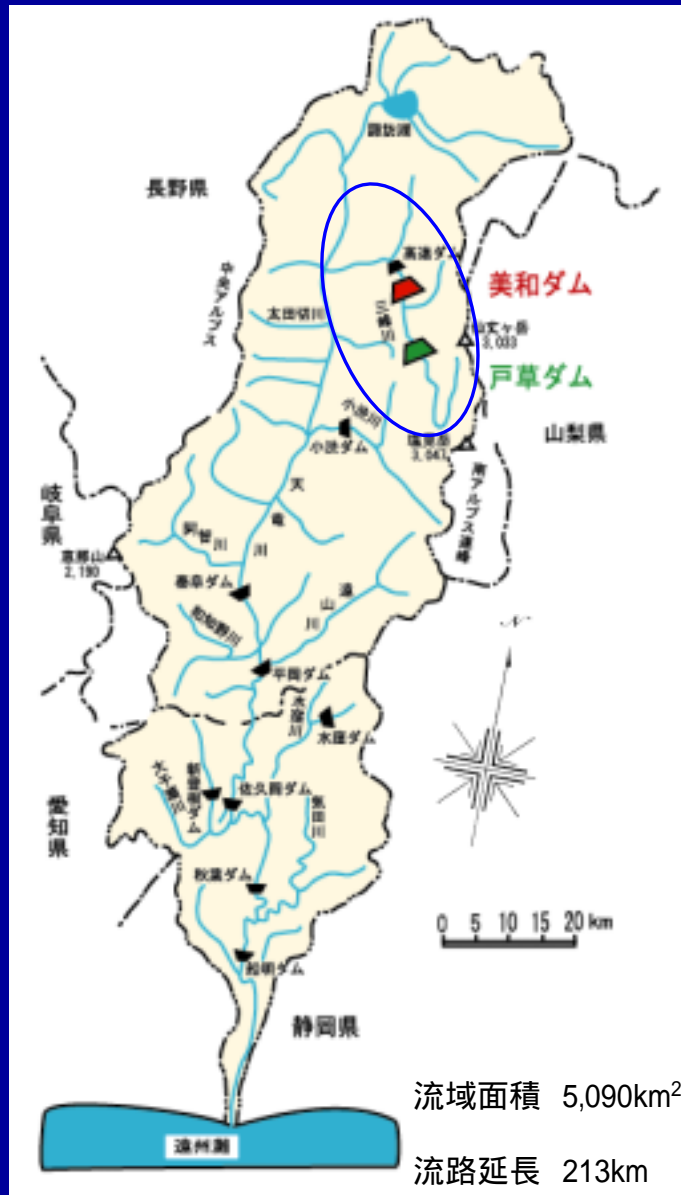 諏訪湖
長野県
中央アルプス
高遠ダム
美和ダム
太田切川
三峰川
仙丈ヶ岳
3,033
戸草ダム
小渋川
小渋ダム
3,047
山梨県
南アルプス連峰
岐阜県
天竜川
阿智川
恵那山
2,190
泰阜ダム
遠山川
和知野川
平岡ダム
水窪川
水窪ダム
N
大千瀬川
新豊根ダム
佐久間ダム
気田川
愛知県
秋葉ダム
0 5 10 15 20 km
船明ダム
静岡県
流域面積 5,090km²
遠州灘
流路延長 213km